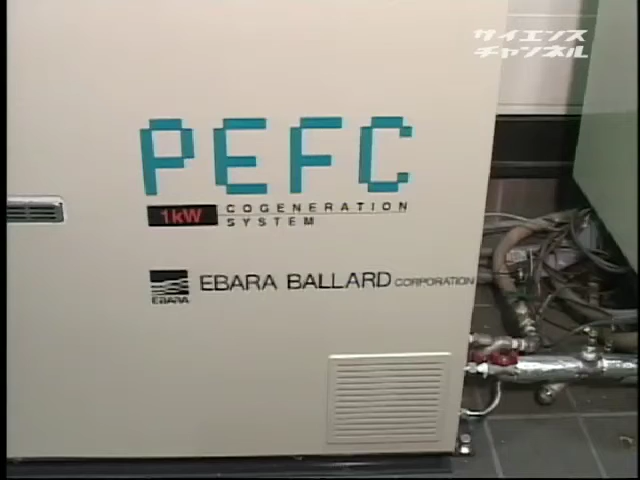 サイエンス
チャンネル
PEFC
1kW COGENERATION
SYSTEM
EBARA BALLARD CORPORATION
EBARA